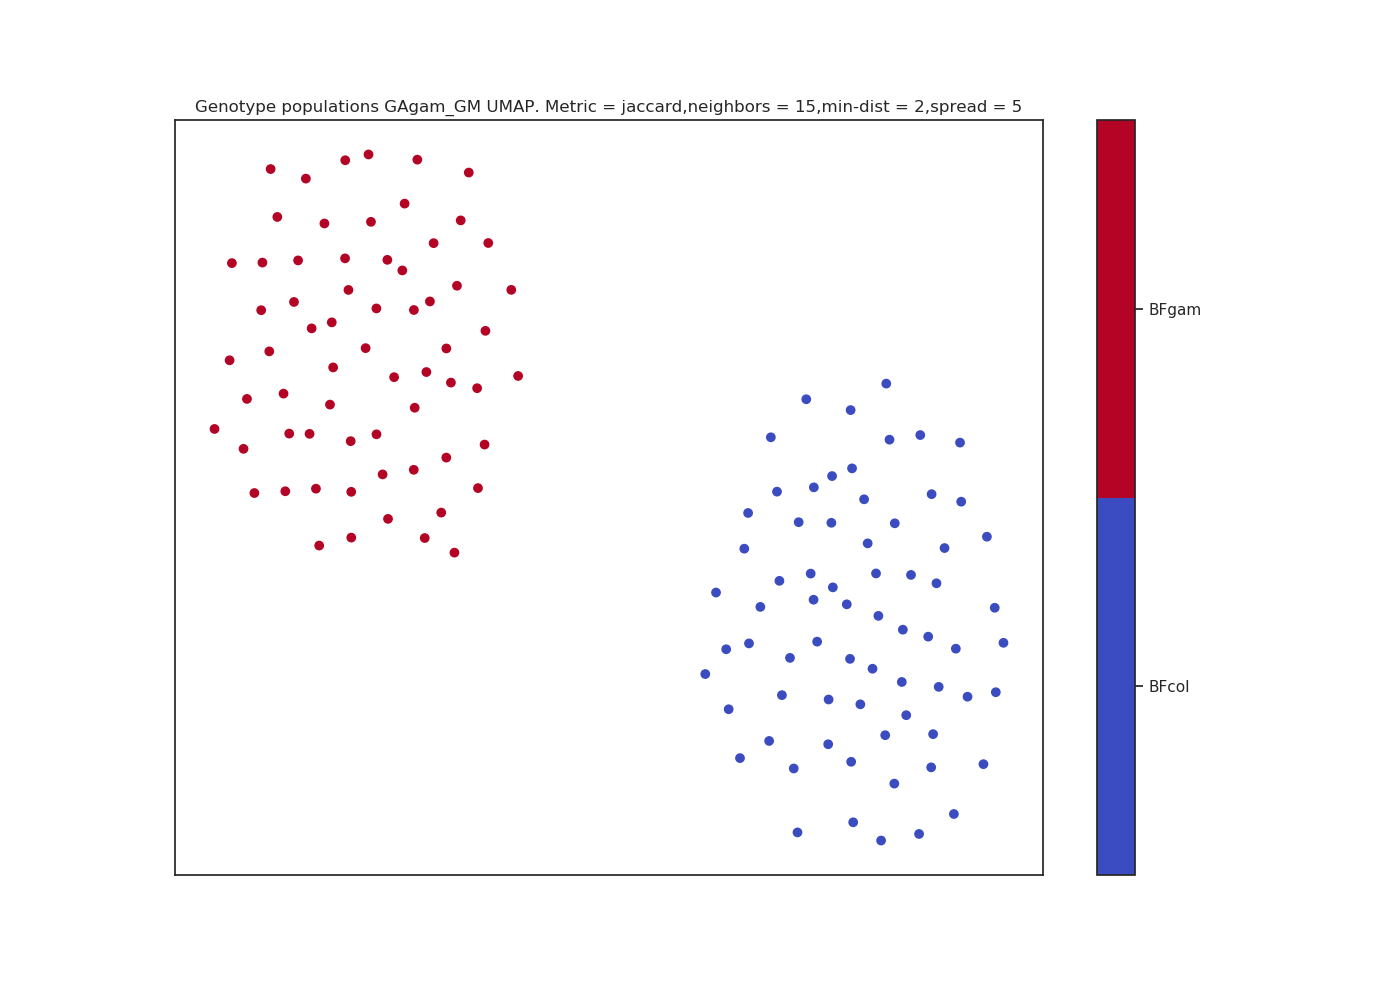 Genotype populations GAgam_GM UMAP. Metric = jaccard,neighbors = 15,min-dist = 2,spread = 5
BFgam
BFcol